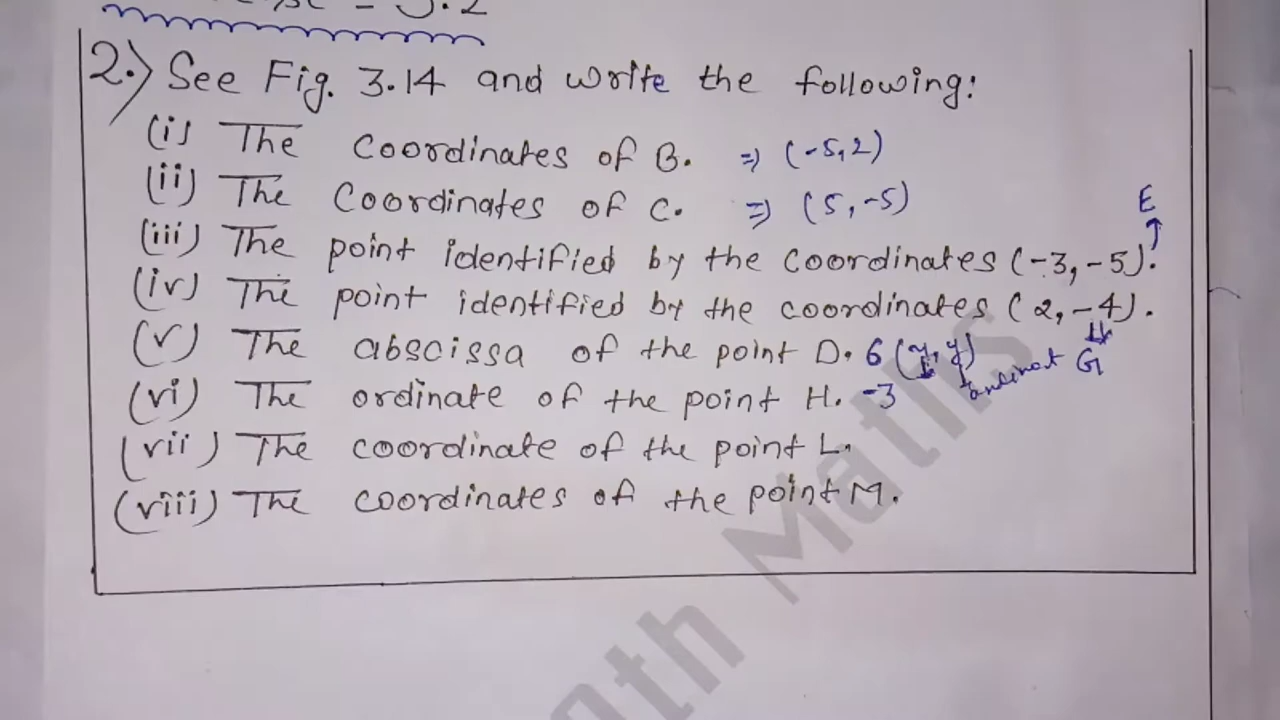 3.2
2.) See Fig. 3.14 and write the following:
(i) The coordinates of B. => (-5,2)
(ii) The coordinates of C. => (5,-5)
E
(iii) The point identified by the coordinates (-3,-5).
(iv) The point identified by the coordinates (2,-4).
(v) The abscissa of the point D. 6 (x,y) G
(vi) The ordinate of the point H. -3
(vii) The coordinate of the point L.
(viii) The coordinates of the point M.
Maths